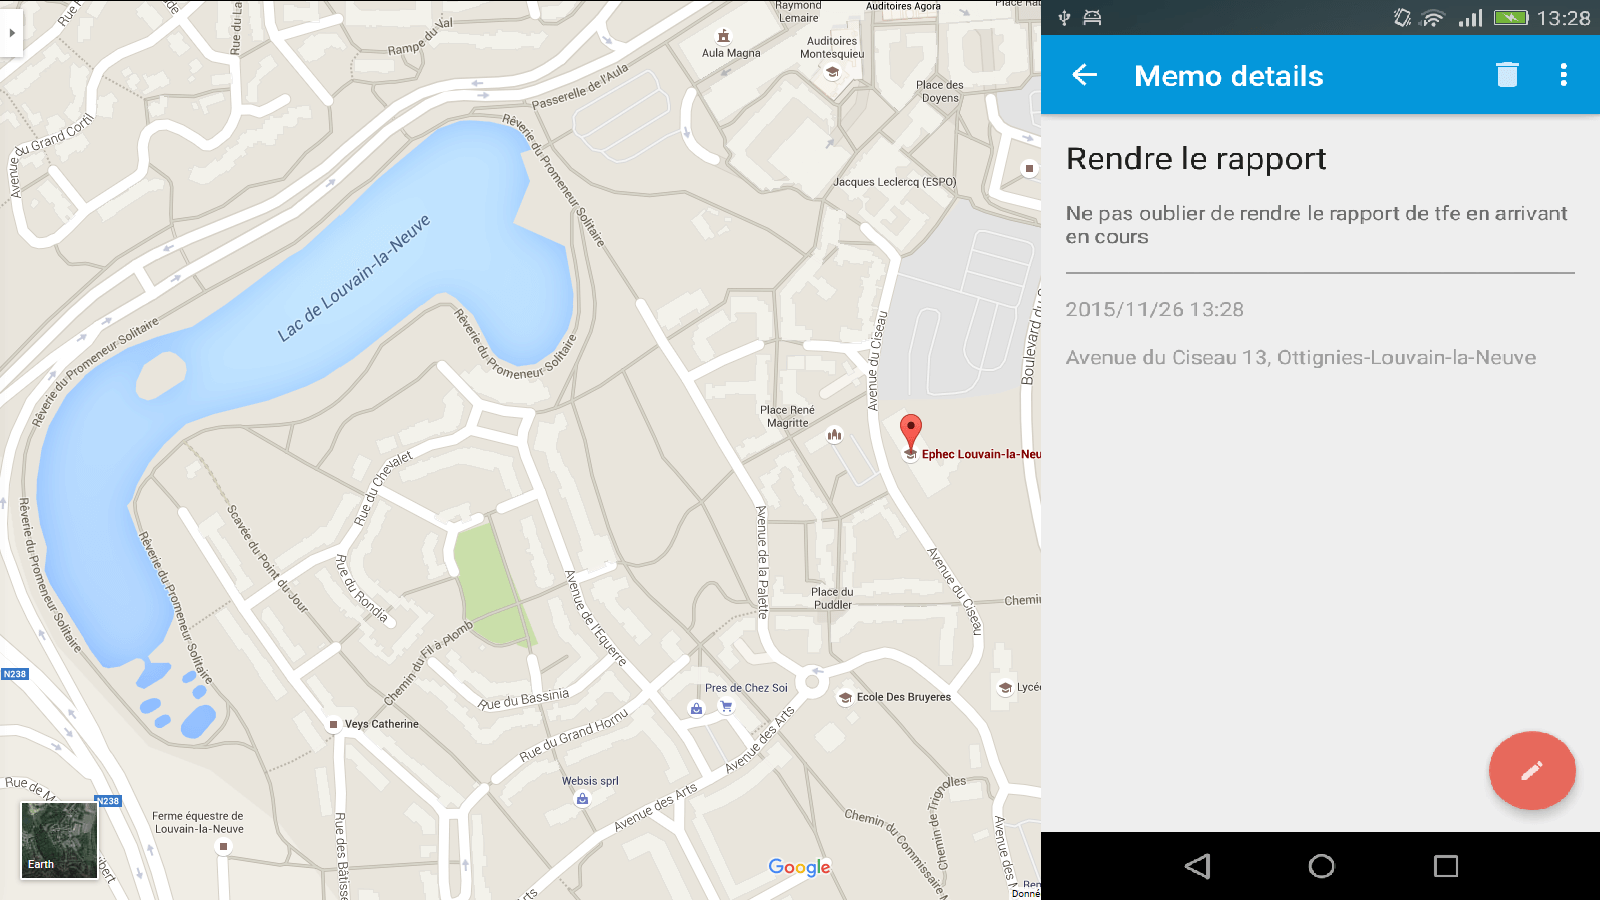 Raymond
Lemaire
Auditoires Agora
Rue du
Rampe du Val
Aula Magna
Auditoires
Montesquieu
Passerelle de l'Aula
Place des
Doyens
Avenue du Grand Cortil
Rêverie du Promeneur Solitaire
Jacques Leclercq (ESPO)
Lac de Louvain-la-Neuve
Rêverie du Promeneur Solitaire
Rêverie du Promeneur Solitaire
Avenue du Ciseau
Boulevard du
Place René
Magritte
Ephec Louvain-la-Neu
Rue du Chevalet
Scavée du Point du Jour
Rêverie du Promeneur Solitaire
Rêverie du Promeneur Solitaire
Rue du Rondia
Avenue de la Palette
Avenue de l'Equerre
Avenue du Ciseau
Place du
Puddler
Chemi
Chemin du Fil à Plomb
N238
Pres de Chez Soi
Ecole Des Bruyeres
Lycé
Rue du Bassinia
Veys Catherine
Rue du Grand Hornu
Avenue des Arts
Websis sprl
Rue de M
N238
Ferme équestre de
Louvain-la-Neuve
Rue des Bâtisse
Avenue des Arts
Chemin de Trignolles
Chemin du Commissaire
Avenue des
Earth
Google
Donné
13:28
Memo details
Rendre le rapport
Ne pas oublier de rendre le rapport de tfe en arrivant
en cours
2015/11/26 13:28
Avenue du Ciseau 13, Ottignies-Louvain-la-Neuve